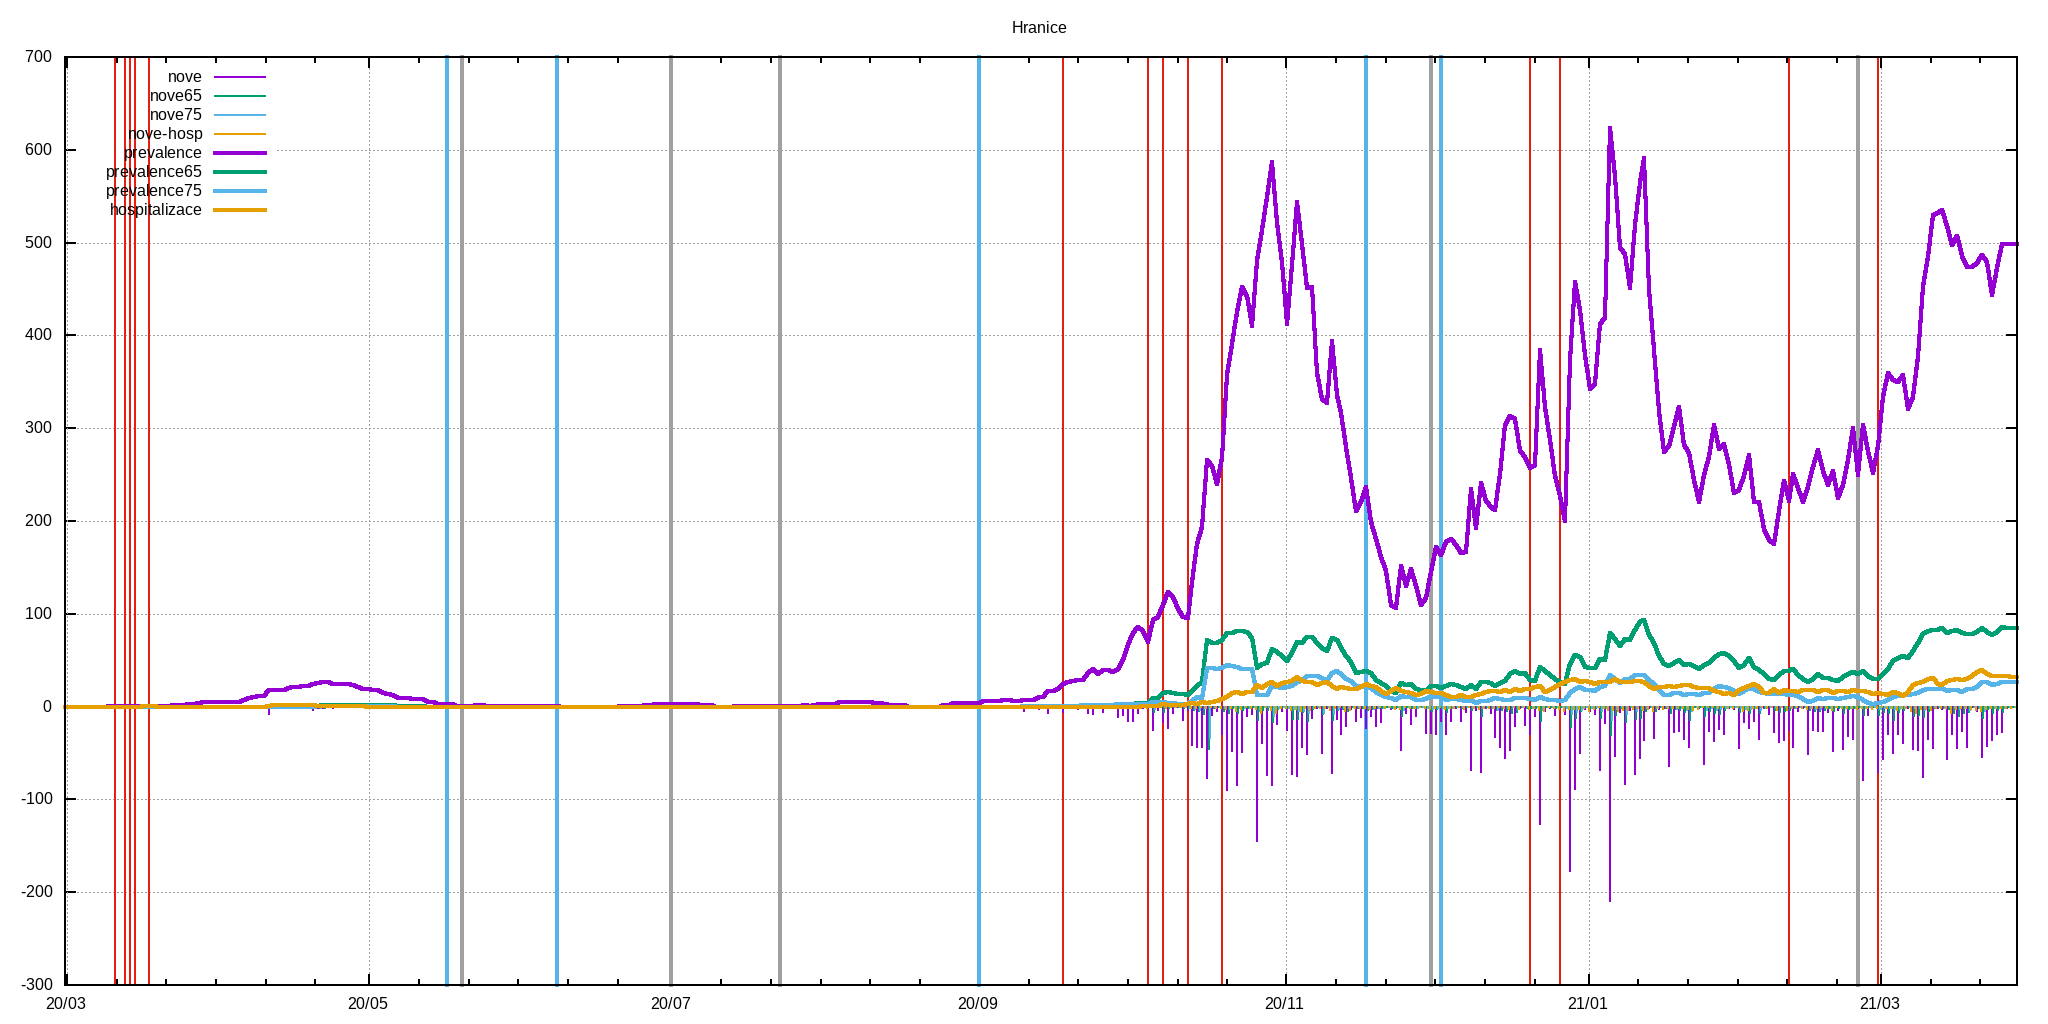 Hranice
700
600
500
400
300
200
100
0
-100
-200
-300
nove
nove65
nove75
nove-hosp
prevalence
prevalence65
prevalence75
hospitalizace
20/03 20/05 20/07 20/09 20/11 21/01 21/03